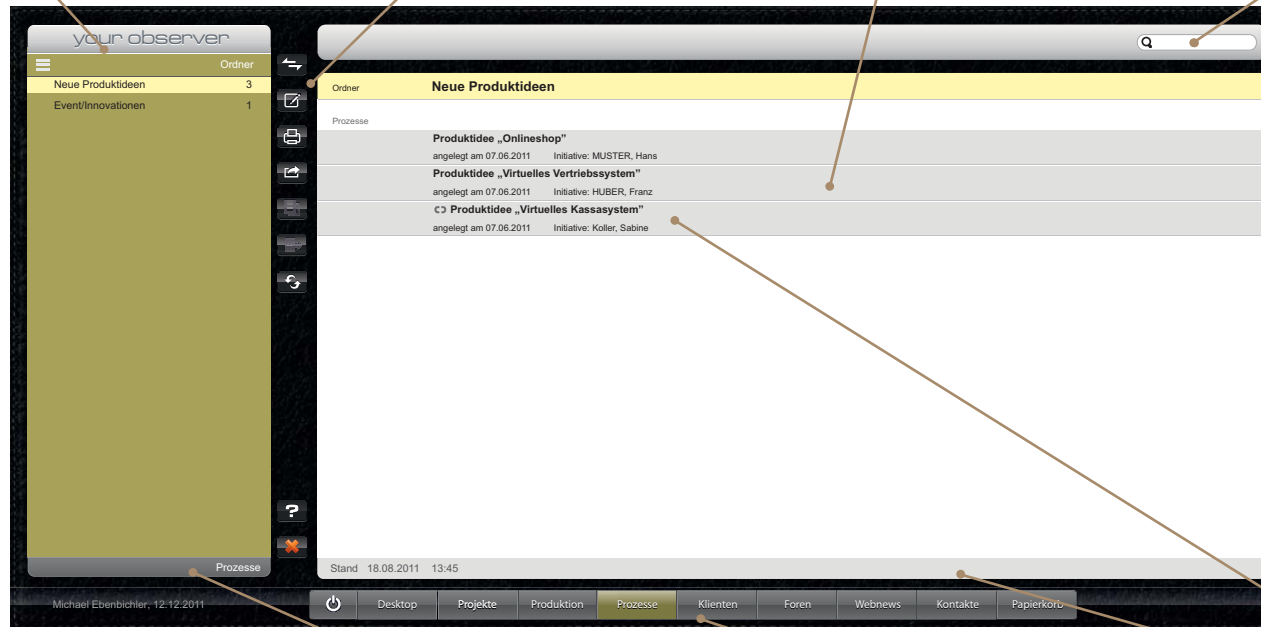 your observer
Ordner
Neue Produktideen 3
Event/Innovationen 1
Prozesse
Michael Ebenbichler, 12.12.2011
Ordner Neue Produktideen
Prozesse
Produktidee „Onlineshop”
angelegt am 07.06.2011 Initiative: MUSTER, Hans
Produktidee „Virtuelles Vertriebssystem”
angelegt am 07.06.2011 Initiative: HUBER, Franz
Produktidee „Virtuelles Kassasystem”
angelegt am 07.06.2011 Initiative: Koller, Sabine
Stand 18.08.2011 13:45
Desktop Projekte Produktion Prozesse Klienten Foren Webnews Kontakte Papierkorb